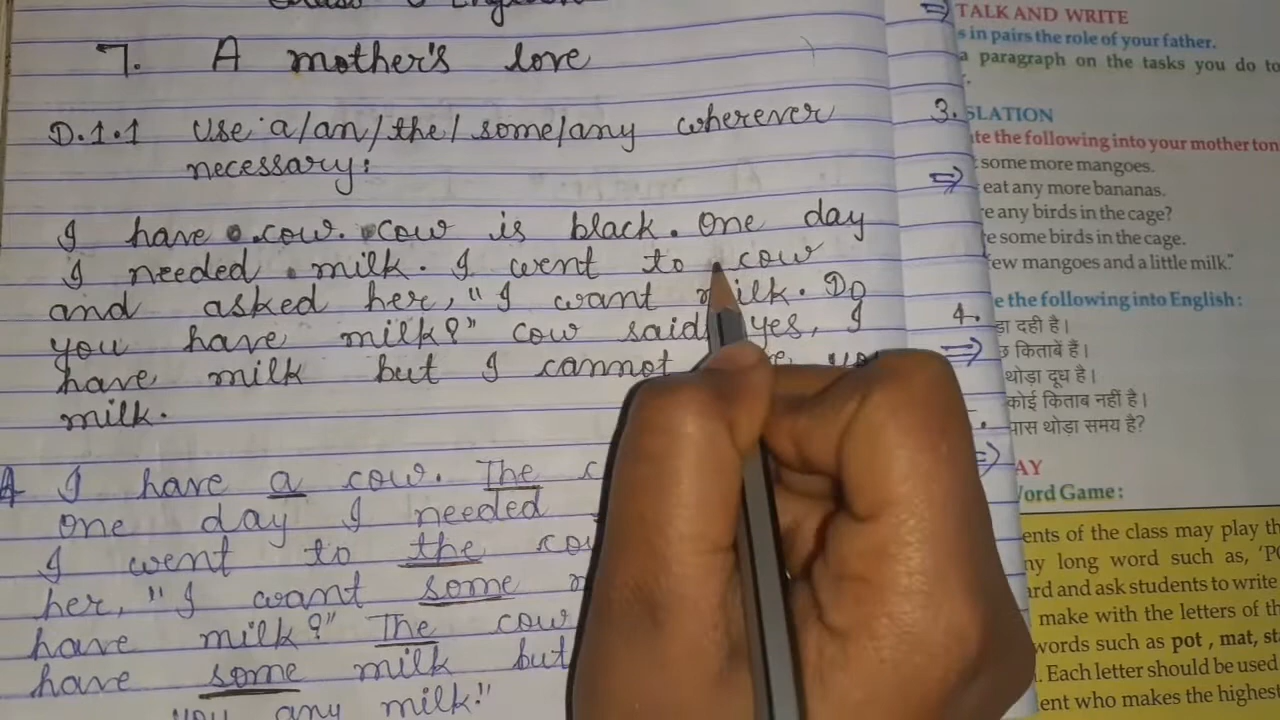 7. A mother's love
D.1.1 Use a/an/the/some/any wherever
necessary:
I have cow. cow is black. One day
I needed milk. I went to cow
and asked her, "I want milk. Do
you have milk?" cow said yes, I
have milk but I cannot
milk.
A I have a cow. The
One day I needed
I went to the
her, "I want some
have milk?" The cow
have some milk but
you any milk."
TALK AND WRITE
s in pairs the role of your father.
a paragraph on the tasks you do to
3. SLATION
te the following into your mother ton
some more mangoes.
⇒ eat any more bananas.
e any birds in the cage?
e some birds in the cage.
ew mangoes and a little milk."
e the following into English:
4. ड़ा दही है।
⇒ छ किताबें हैं।
थोड़ा दूध है।
कोई किताब नहीं है।
पास थोड़ा समय है?
⇒ AY
Word Game:
ents of the class may play th
ny long word such as, 'PO
ard and ask students to write
make with the letters of th
words such as pot , mat, st
. Each letter should be used
ent who makes the highest